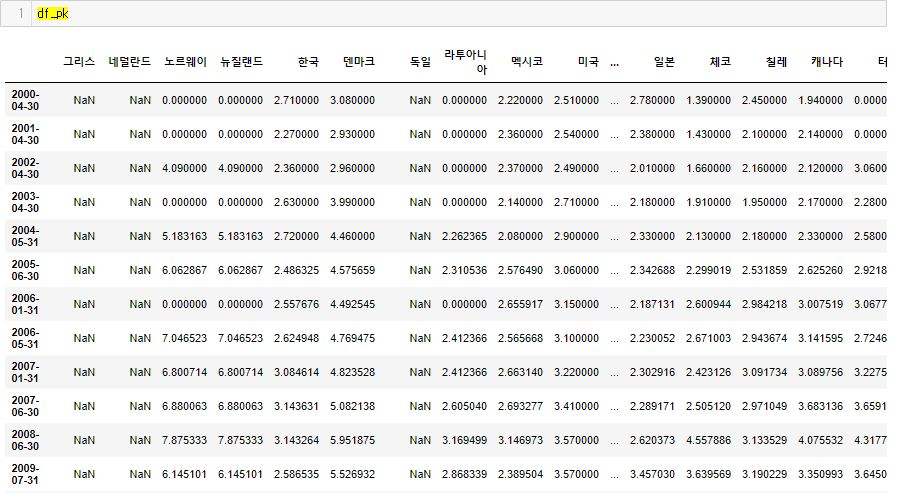 1 df_pk
그리스 네덜란드 노르웨이 뉴질랜드 한국 덴마크 독일 라투아니아 멕시코 미국 ... 일본 체코 칠레 캐나다 터
2000-04-30 NaN NaN 0.000000 0.000000 2.710000 3.080000 NaN 0.000000 2.220000 2.510000 ... 2.780000 1.390000 2.450000 1.940000 0.0000
2001-04-30 NaN NaN 0.000000 0.000000 2.270000 2.930000 NaN 0.000000 2.360000 2.540000 ... 2.380000 1.430000 2.100000 2.140000 0.0000
2002-04-30 NaN NaN 4.090000 4.090000 2.360000 2.960000 NaN 0.000000 2.370000 2.490000 ... 2.010000 1.660000 2.160000 2.120000 3.0600
2003-04-30 NaN NaN 0.000000 0.000000 2.630000 3.990000 NaN 0.000000 2.140000 2.710000 ... 2.180000 1.910000 1.950000 2.170000 2.2800
2004-05-31 NaN NaN 5.183163 5.183163 2.720000 4.460000 NaN 2.262365 2.080000 2.900000 ... 2.330000 2.130000 2.180000 2.330000 2.5800
2005-06-30 NaN NaN 6.062867 6.062867 2.486325 4.575659 NaN 2.310536 2.576490 3.060000 ... 2.342688 2.299019 2.531859 2.625260 2.9218
2006-01-31 NaN NaN 0.000000 0.000000 2.557676 4.492545 NaN 0.000000 2.655917 3.150000 ... 2.187131 2.600944 2.984218 3.007519 3.0677
2006-05-31 NaN NaN 7.046523 7.046523 2.624948 4.769475 NaN 2.412366 2.565668 3.100000 ... 2.230052 2.671003 2.943674 3.141595 2.7246
2007-01-31 NaN NaN 6.800714 6.800714 3.084614 4.823528 NaN 2.412366 2.663140 3.220000 ... 2.302916 2.423126 3.091734 3.089756 3.2275
2007-06-30 NaN NaN 6.880063 6.880063 3.143631 5.082138 NaN 2.605040 2.693277 3.410000 ... 2.289171 2.505120 2.971049 3.683136 3.6591
2008-06-30 NaN NaN 7.875333 7.875333 3.143264 5.951875 NaN 3.169499 3.146973 3.570000 ... 2.620373 4.557886 3.133529 4.075532 4.3177
2009-07-31 NaN NaN 6.145101 6.145101 2.586535 5.526932 NaN 2.868339 2.389504 3.570000 ... 3.457030 3.639569 3.190229 3.350993 3.6450